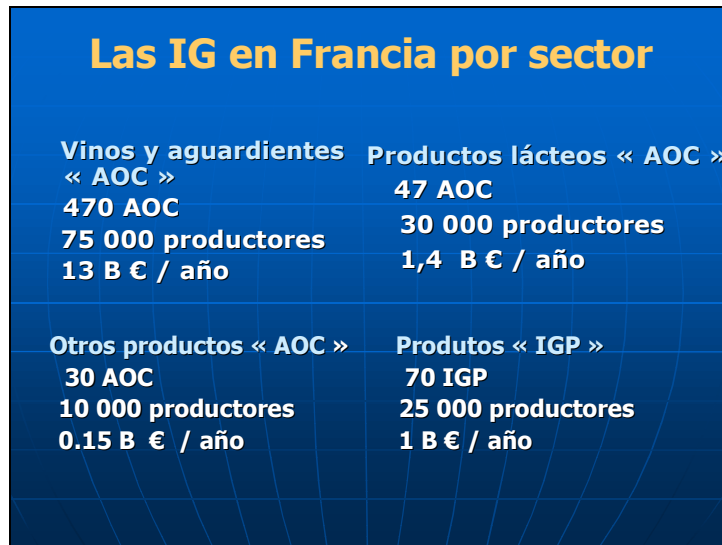 Las IG en Francia por sector
Vinos y aguardientes
« AOC »
470 AOC
75 000 productores
13 B € / año
Productos lácteos « AOC »
47 AOC
30 000 productores
1,4 B € / año
Otros productos « AOC »
30 AOC
10 000 productores
0.15 B € / año
Produtos « IGP »
70 IGP
25 000 productores
1 B € / año